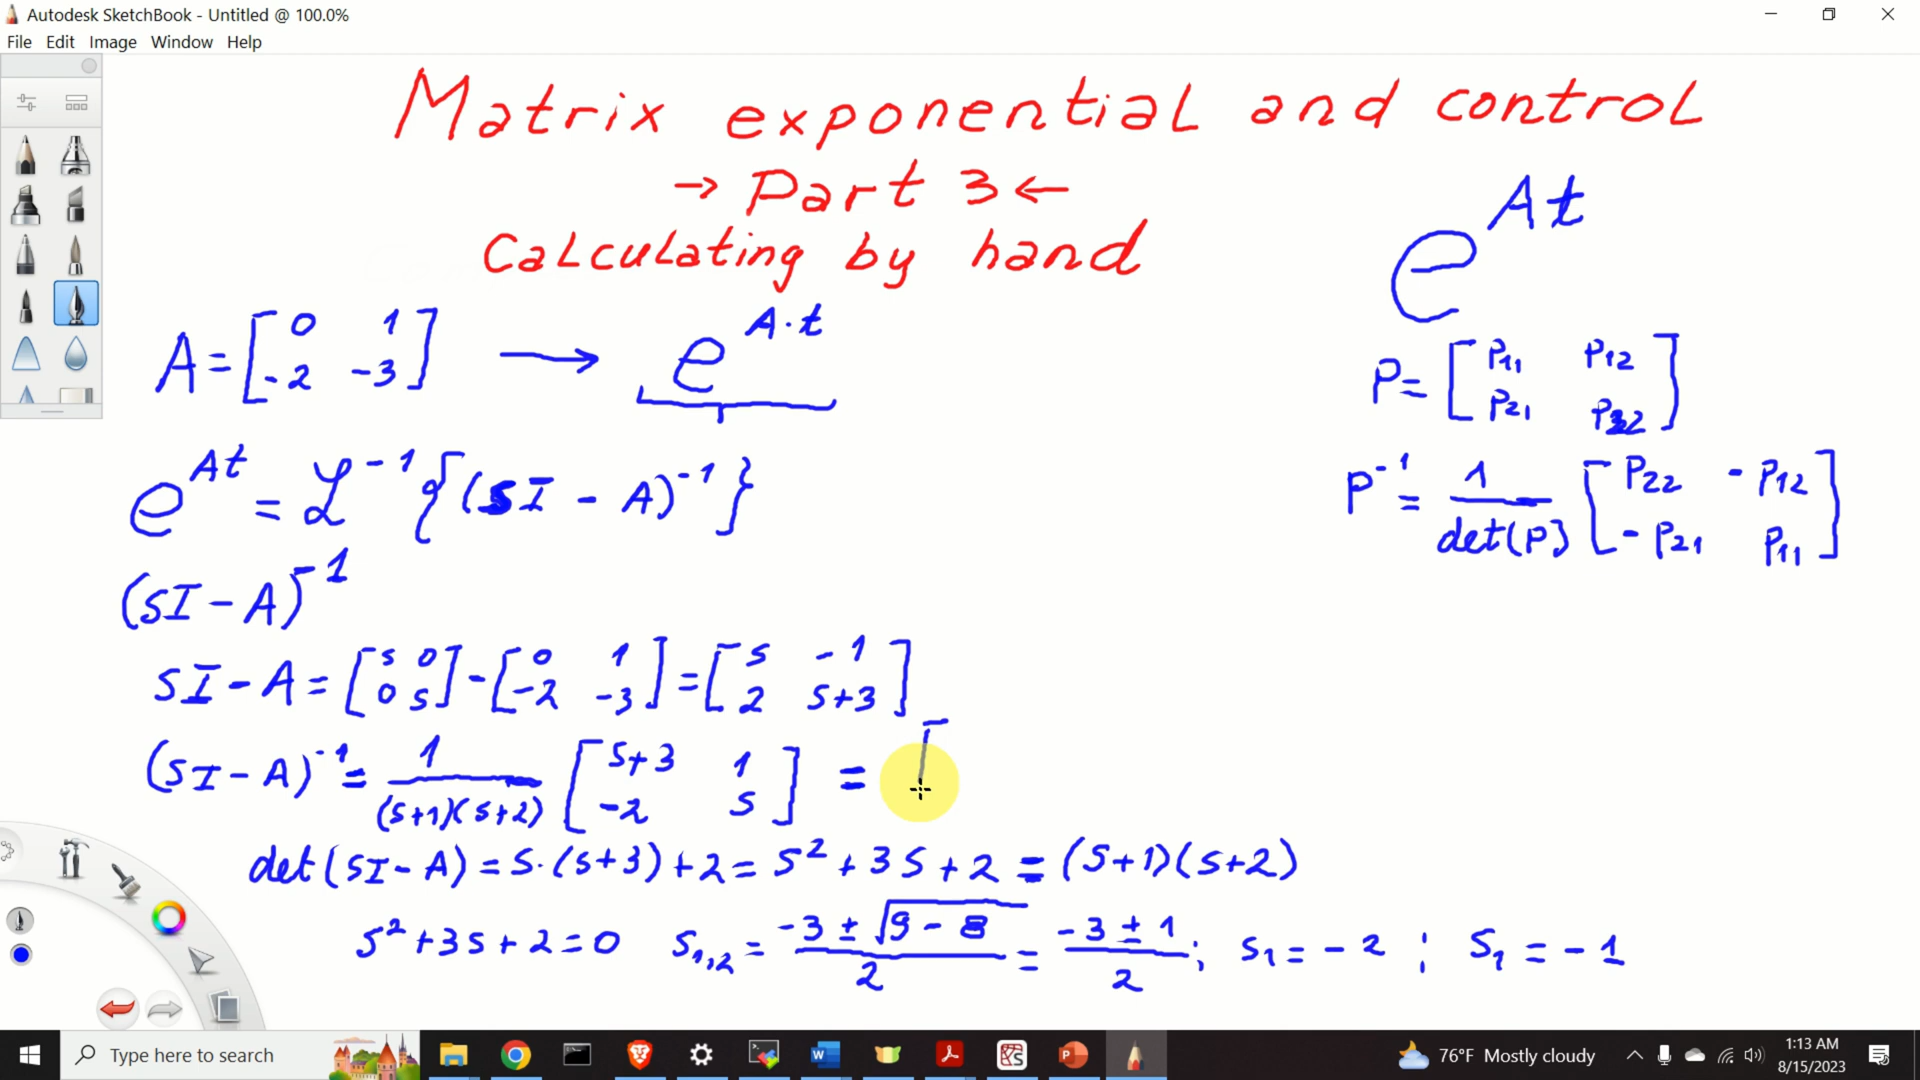 Autodesk SketchBook - Untitled @ 100.0%
File Edit Image Window Help
Matrix exponential and control
→ Part 3 ←
Calculating by hand
e^{At}
A = [0 1; -2 -3] → e^{A·t}
P = [P11 P12; P21 P22]
e^{At} = ℒ^{-1}{(sI - A)^{-1}}
P^{-1} = 1/det(P) [P22 -P12; -P21 P11]
(sI - A)^{-1}
sI - A = [s 0; 0 s] - [0 1; -2 -3] = [s -1; 2 s+3]
(sI - A)^{-1} = 1/((s+1)(s+2)) [s+3 1; -2 s] = [
det(sI - A) = s·(s+3) + 2 = s² + 3s + 2 = (s+1)(s+2)
s² + 3s + 2 = 0 s1,2 = (-3 ± √(9 - 8))/2 = (-3 ± 1)/2 ; s1 = -2 ; s1 = -1
Type here to search
76°F Mostly cloudy
1:13 AM
8/15/2023